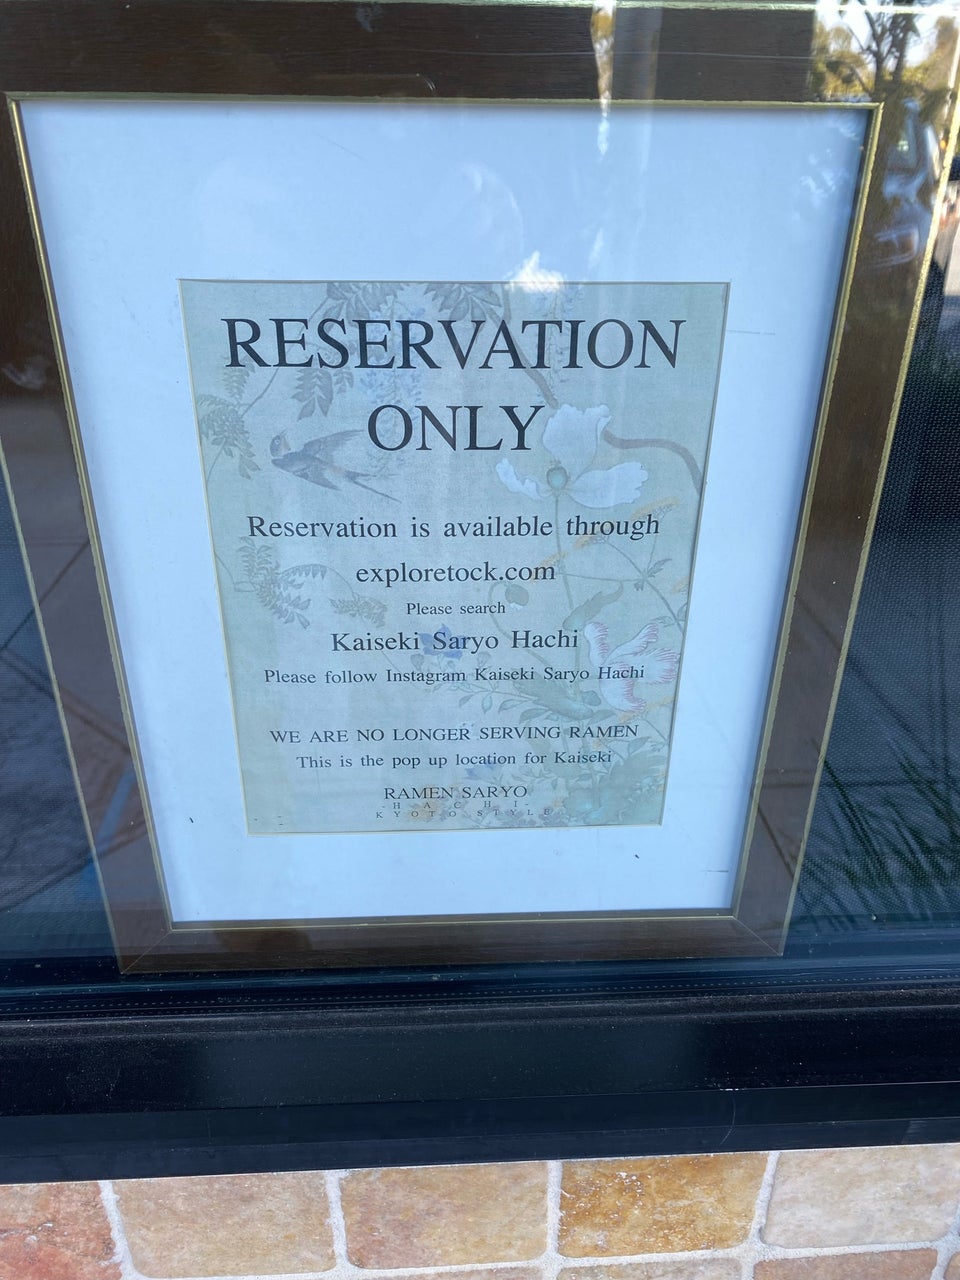 RESERVATION
ONLY
Reservation is available through
exploretock.com
Please search
Kaiseki Saryo Hachi
Please follow Instagram Kaiseki Saryo Hachi
WE ARE NO LONGER SERVING RAMEN
This is the pop up location for Kaiseki
RAMEN SARYO
-HACHI-
KYOTO STYLE